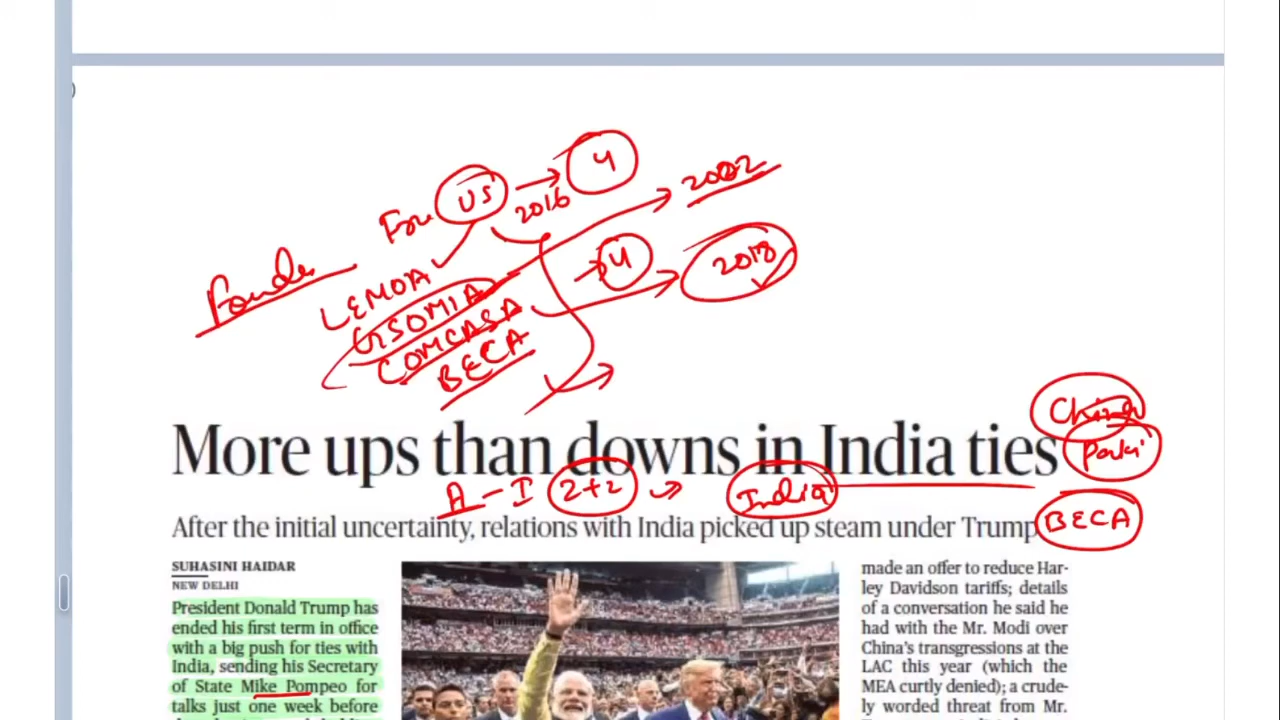 US → 4
2016
2002
4
2018
LEMOA
GSOMIA
COMCASA
BECA
China
Paki
More ups than downs in India ties
A - I 2+2 → India
BECA
After the initial uncertainty, relations with India picked up steam under Trump
SUHASINI HAIDAR
NEW DELHI
President Donald Trump has
ended his first term in office
with a big push for ties with
India, sending his Secretary
of State Mike Pompeo for
talks just one week before
made an offer to reduce Har-
ley Davidson tariffs; details
of a conversation he said he
had with the Mr. Modi over
China's transgressions at the
LAC this year (which the
MEA curtly denied); a crude-
ly worded threat from Mr.